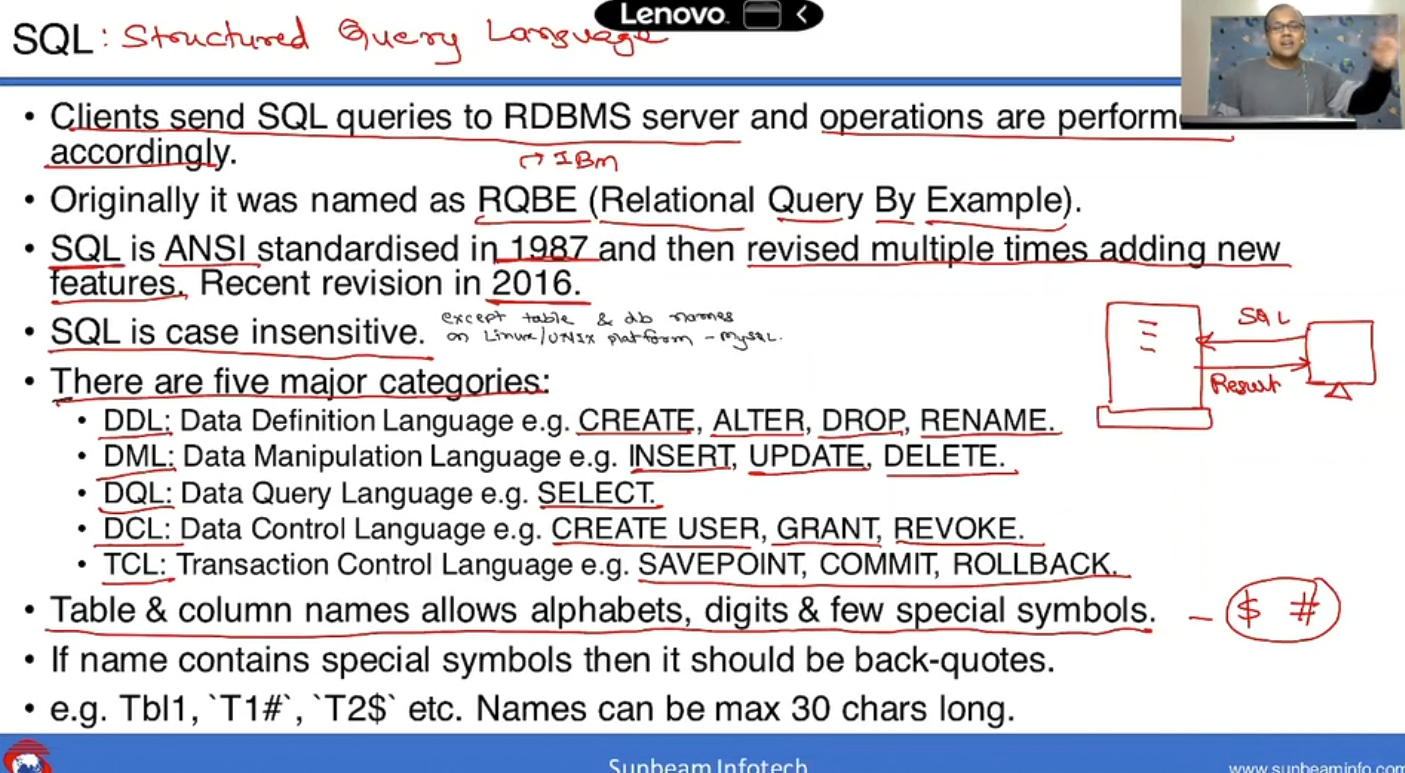 Lenovo
SQL: Structured Query Language
• Clients send SQL queries to RDBMS server and operations are perform
accordingly.
→ IBM
• Originally it was named as RQBE (Relational Query By Example).
• SQL is ANSI standardised in 1987 and then revised multiple times adding new
features. Recent revision in 2016.
• SQL is case insensitive.
except table & db names
on Linux/UNIX platform - MySQL.
SQL
Result
• There are five major categories:
• DDL: Data Definition Language e.g. CREATE, ALTER, DROP, RENAME.
• DML: Data Manipulation Language e.g. INSERT, UPDATE, DELETE.
• DQL: Data Query Language e.g. SELECT.
• DCL: Data Control Language e.g. CREATE USER, GRANT, REVOKE.
• TCL: Transaction Control Language e.g. SAVEPOINT, COMMIT, ROLLBACK.
• Table & column names allows alphabets, digits & few special symbols. – $ #
• If name contains special symbols then it should be back-quotes.
• e.g. Tbl1, `T1#`, `T2$` etc. Names can be max 30 chars long.
Sunbeam Infotech
www.sunbeaminfo.com